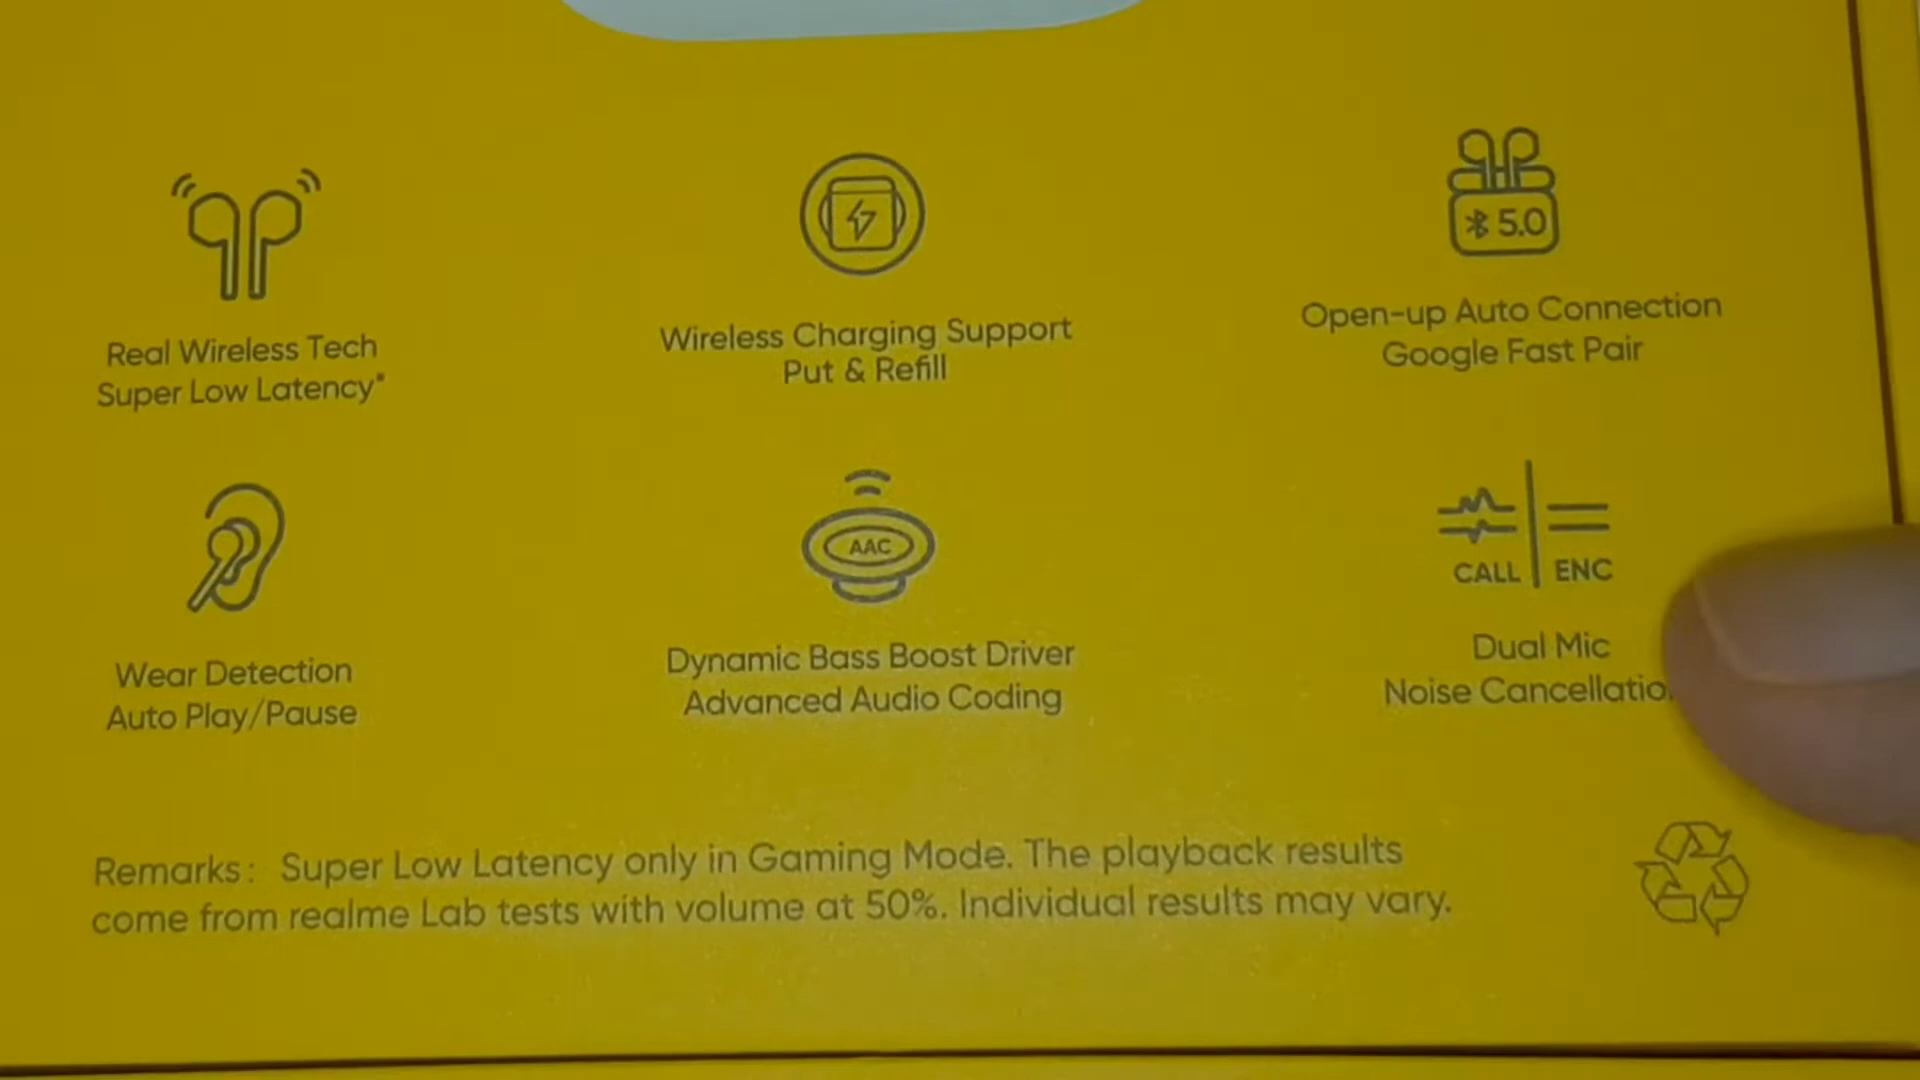 5.0
Real Wireless Tech
Super Low Latency*
Wireless Charging Support
Put & Refill
Open-up Auto Connection
Google Fast Pair
AAC
CALL | ENC
Wear Detection
Auto Play/Pause
Dynamic Bass Boost Driver
Advanced Audio Coding
Dual Mic
Noise Cancellatio
Remarks: Super Low Latency only in Gaming Mode. The playback results
come from realme Lab tests with volume at 50%. Individual results may vary.